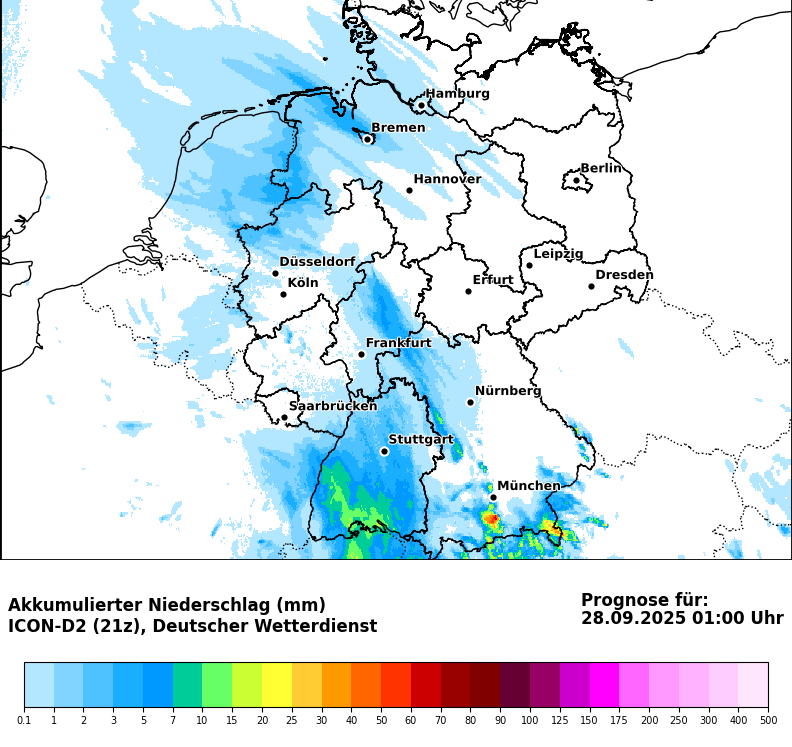 Hamburg
Bremen
Berlin
Hannover
Leipzig
Düsseldorf
Dresden
Köln
Erfurt
Frankfurt
Nürnberg
Saarbrücken
Stuttgart
München
Akkumulierter Niederschlag (mm)
ICON-D2 (21z), Deutscher Wetterdienst
Prognose für:
28.09.2025 01:00 Uhr
0.1 1 2 3 5 7 10 15 20 25 30 40 50 60 70 80 90 100 125 150 175 200 250 300 400 500